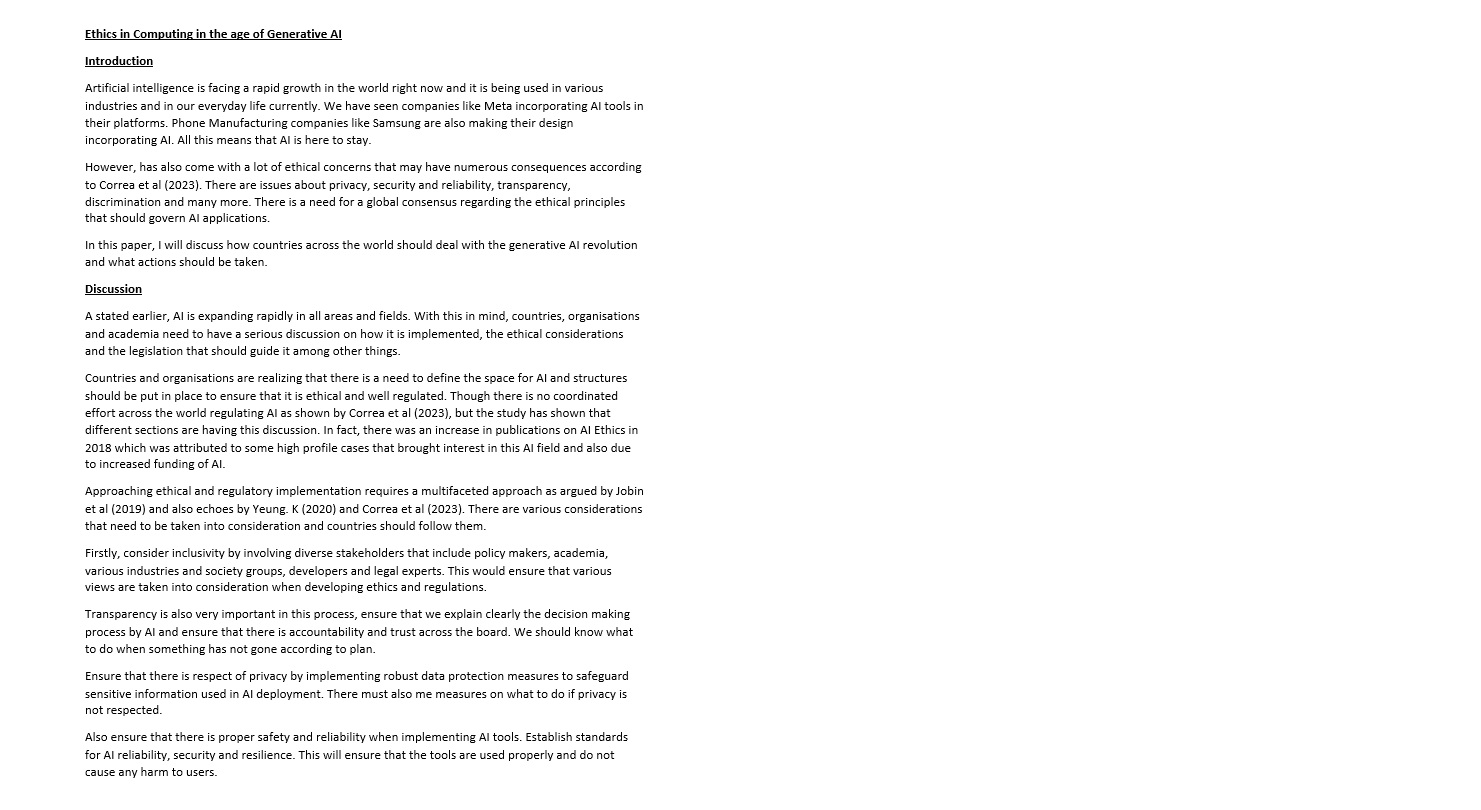 Ethics in Computing in the age of Generative AI
Introduction
Artificial intelligence is facing a rapid growth in the world right now and it is being used in various
industries and in our everyday life currently. We have seen companies like Meta incorporating AI tools in
their platforms. Phone Manufacturing companies like Samsung are also making their design
incorporating AI. All this means that AI is here to stay.
However, has also come with a lot of ethical concerns that may have numerous consequences according
to Correa et al (2023). There are issues about privacy, security and reliability, transparency,
discrimination and many more. There is a need for a global consensus regarding the ethical principles
that should govern AI applications.
In this paper, I will discuss how countries across the world should deal with the generative AI revolution
and what actions should be taken.
Discussion
A stated earlier, AI is expanding rapidly in all areas and fields. With this in mind, countries, organisations
and academia need to have a serious discussion on how it is implemented, the ethical considerations
and the legislation that should guide it among other things.
Countries and organisations are realizing that there is a need to define the space for AI and structures
should be put in place to ensure that it is ethical and well regulated. Though there is no coordinated
effort across the world regulating AI as shown by Correa et al (2023), but the study has shown that
different sections are having this discussion. In fact, there was an increase in publications on AI Ethics in
2018 which was attributed to some high profile cases that brought interest in this AI field and also due
to increased funding of AI.
Approaching ethical and regulatory implementation requires a multifaceted approach as argued by Jobin
et al (2019) and also echoes by Yeung. K (2020) and Correa et al (2023). There are various considerations
that need to be taken into consideration and countries should follow them.
Firstly, consider inclusivity by involving diverse stakeholders that include policy makers, academia,
various industries and society groups, developers and legal experts. This would ensure that various
views are taken into consideration when developing ethics and regulations.
Transparency is also very important in this process, ensure that we explain clearly the decision making
process by AI and ensure that there is accountability and trust across the board. We should know what
to do when something has not gone according to plan.
Ensure that there is respect of privacy by implementing robust data protection measures to safeguard
sensitive information used in AI deployment. There must also me measures on what to do if privacy is
not respected.
Also ensure that there is proper safety and reliability when implementing AI tools. Establish standards
for AI reliability, security and resilience. This will ensure that the tools are used properly and do not
cause any harm to users.